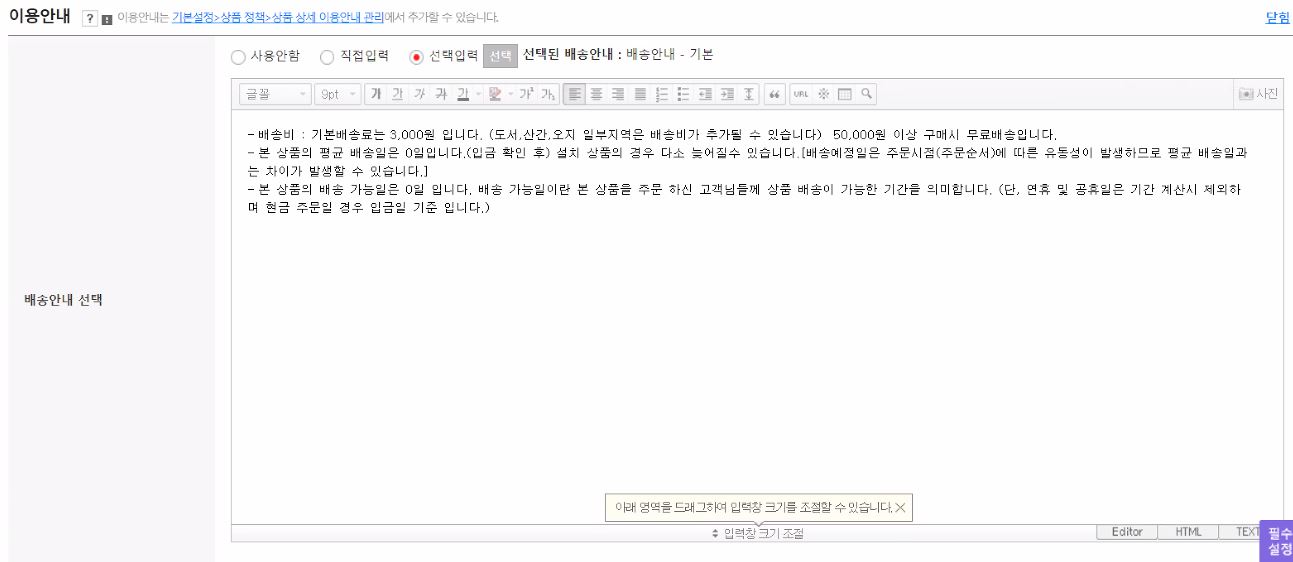 이용안내 ? ! 이용안내는 기본설정>상품 정책>상품 상세 이용안내 관리에서 추가할 수 있습니다. 닫힘
사용안함 직접입력 선택입력 선택 선택된 배송안내 : 배송안내 - 기본
글꼴 9pt 가 가 가 가 가 가² 가₁ URL 사진
- 배송비 : 기본배송료는 3,000원 입니다. (도서,산간,오지 일부지역은 배송비가 추가될 수 있습니다) 50,000원 이상 구매시 무료배송입니다.
- 본 상품의 평균 배송일은 0일입니다.(입금 확인 후) 설치 상품의 경우 다소 늦어질수 있습니다.[배송예정일은 주문시점(주문순서)에 따른 유동성이 발생하므로 평균 배송일과
는 차이가 발생할 수 있습니다.]
- 본 상품의 배송 가능일은 0일 입니다. 배송 가능일이란 본 상품을 주문 하신 고객님들께 상품 배송이 가능한 기간을 의미합니다. (단, 연휴 및 공휴일은 기간 계산시 제외하
며 현금 주문일 경우 입금일 기준 입니다.)
배송안내 선택
아래 영역을 드래그하여 입력창 크기를 조절할 수 있습니다.
입력창 크기 조절
Editor HTML TEXT
필수
설정